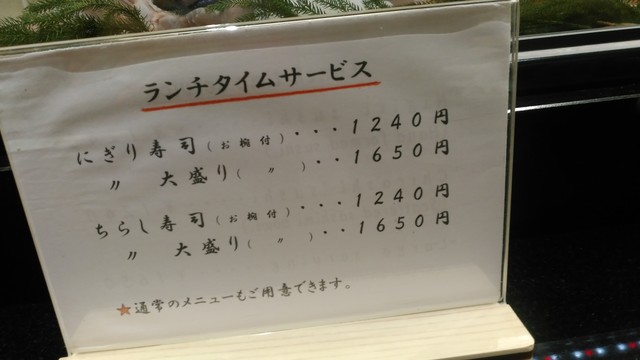 ランチタイムサービス
にぎり寿司(お椀付)・・・1240円
〃 大盛り(〃)・・1650円
ちらし寿司(お椀付)・・・1240円
〃 大盛り(〃)・・1650円
★通常のメニューもご用意できます。